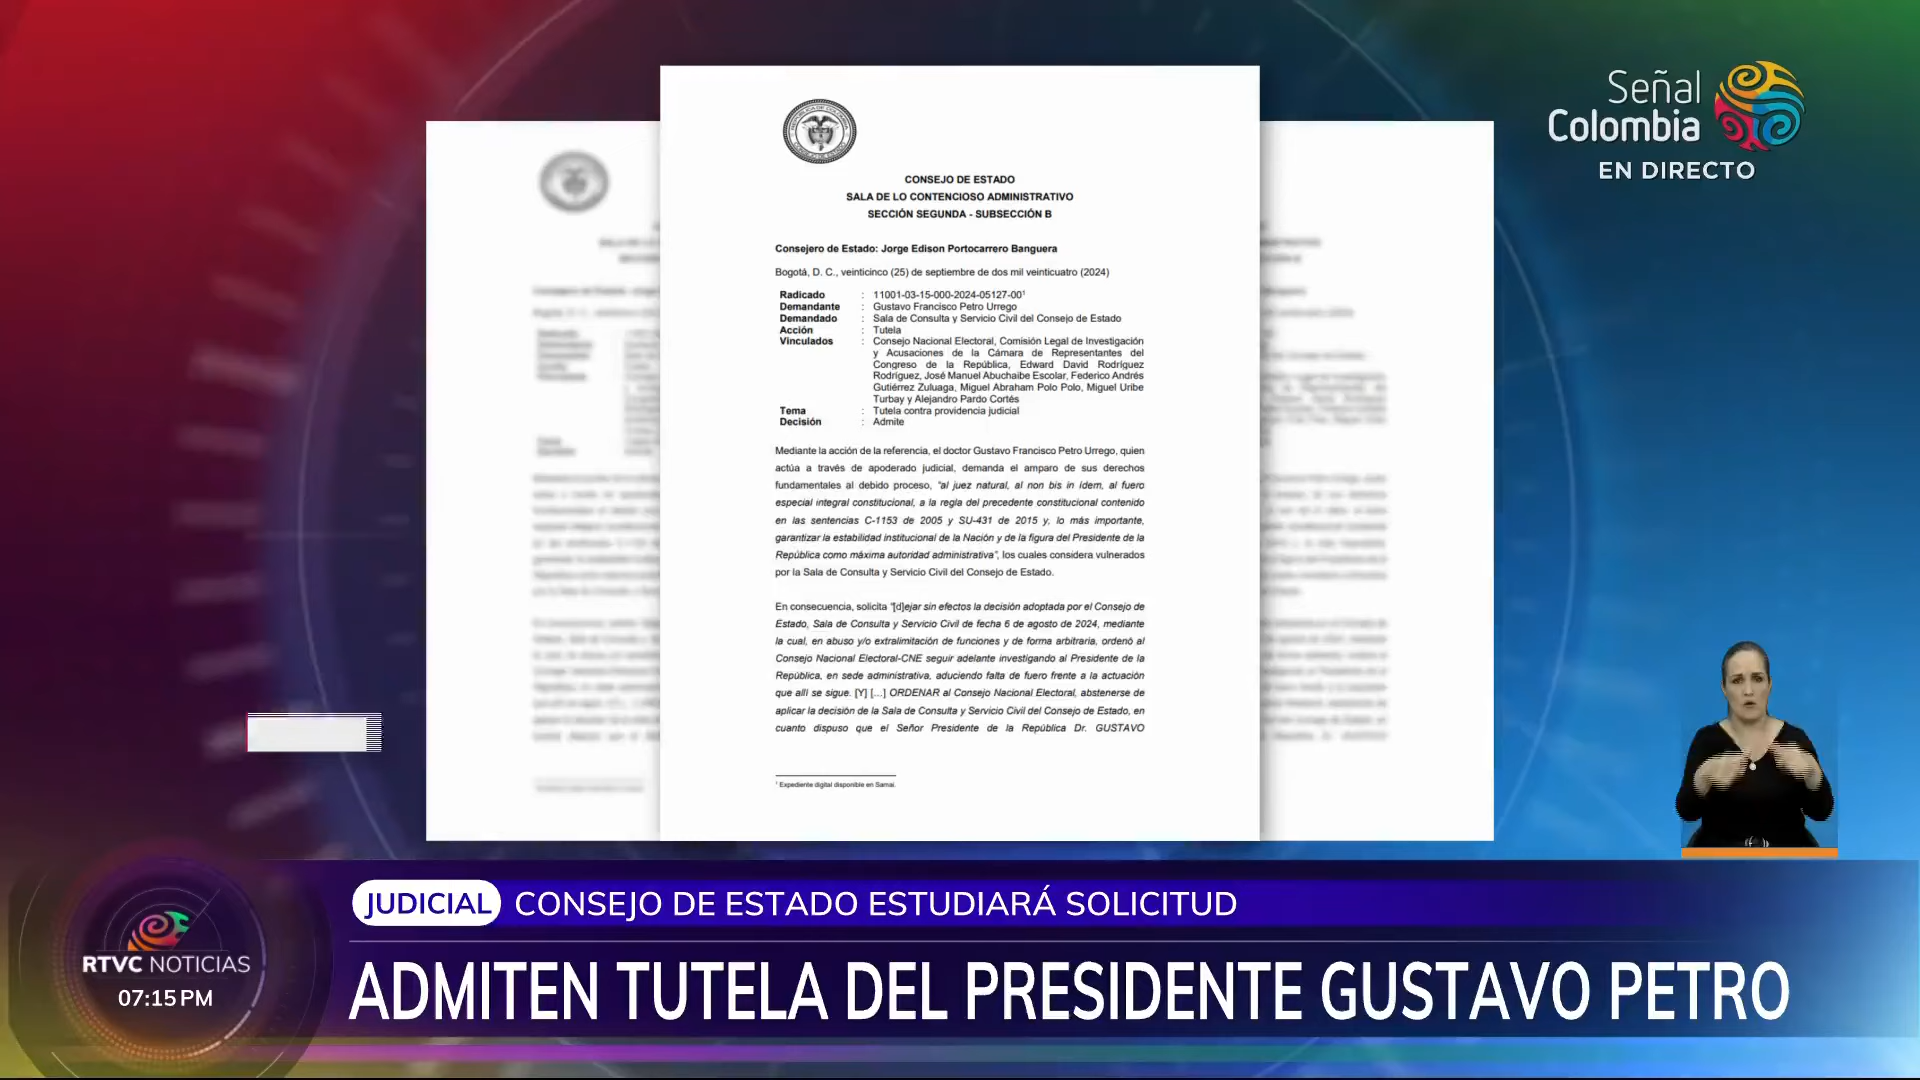 Señal
Colombia
EN DIRECTO
CONSEJO DE ESTADO
SALA DE LO CONTENCIOSO ADMINISTRATIVO
SECCIÓN SEGUNDA - SUBSECCIÓN B
Consejero de Estado: Jorge Edison Portocarrero Banguera
Bogotá, D. C., veinticinco (25) de septiembre de dos mil veinticuatro (2024)
Radicado : 11001-03-15-000-2024-05127-00¹
Demandante : Gustavo Francisco Petro Urrego
Demandado : Sala de Consulta y Servicio Civil del Consejo de Estado
Acción : Tutela
Vinculados : Consejo Nacional Electoral, Comisión Legal de Investigación
y Acusaciones de la Cámara de Representantes del
Congreso de la República, Edward David Rodríguez
Rodríguez, José Manuel Abuchaibe Escolar, Federico Andrés
Gutiérrez Zuluaga, Miguel Abraham Polo Polo, Miguel Uribe
Turbay y Alejandro Pardo Cortés
Tema : Tutela contra providencia judicial
Decisión : Admite
Mediante la acción de la referencia, el doctor Gustavo Francisco Petro Urrego, quien
actúa a través de apoderado judicial, demanda el amparo de sus derechos
fundamentales al debido proceso, "al juez natural, al non bis in idem, al fuero
especial integral constitucional, a la regla del precedente constitucional contenido
en las sentencias C-1153 de 2005 y SU-431 de 2015 y, lo más importante,
garantizar la estabilidad institucional de la Nación y de la figura del Presidente de la
República como máxima autoridad administrativa", los cuales considera vulnerados
por la Sala de Consulta y Servicio Civil del Consejo de Estado.
En consecuencia, solicita "[d]ejar sin efectos la decisión adoptada por el Consejo de
Estado, Sala de Consulta y Servicio Civil de fecha 6 de agosto de 2024, mediante
la cual, en abuso y/o extralimitación de funciones y de forma arbitraria, ordenó al
Consejo Nacional Electoral-CNE seguir adelante investigando al Presidente de la
República, en sede administrativa, aduciendo falta de fuero frente a la actuación
que allí se sigue. [Y] [...] ORDENAR al Consejo Nacional Electoral, abstenerse de
aplicar la decisión de la Sala de Consulta y Servicio Civil del Consejo de Estado, en
cuanto dispuso que el Señor Presidente de la República Dr. GUSTAVO
¹ Expediente digital disponible en Samai.
JUDICIAL CONSEJO DE ESTADO ESTUDIARÁ SOLICITUD
ADMITEN TUTELA DEL PRESIDENTE GUSTAVO PETRO
RTVC NOTICIAS
07:15 PM